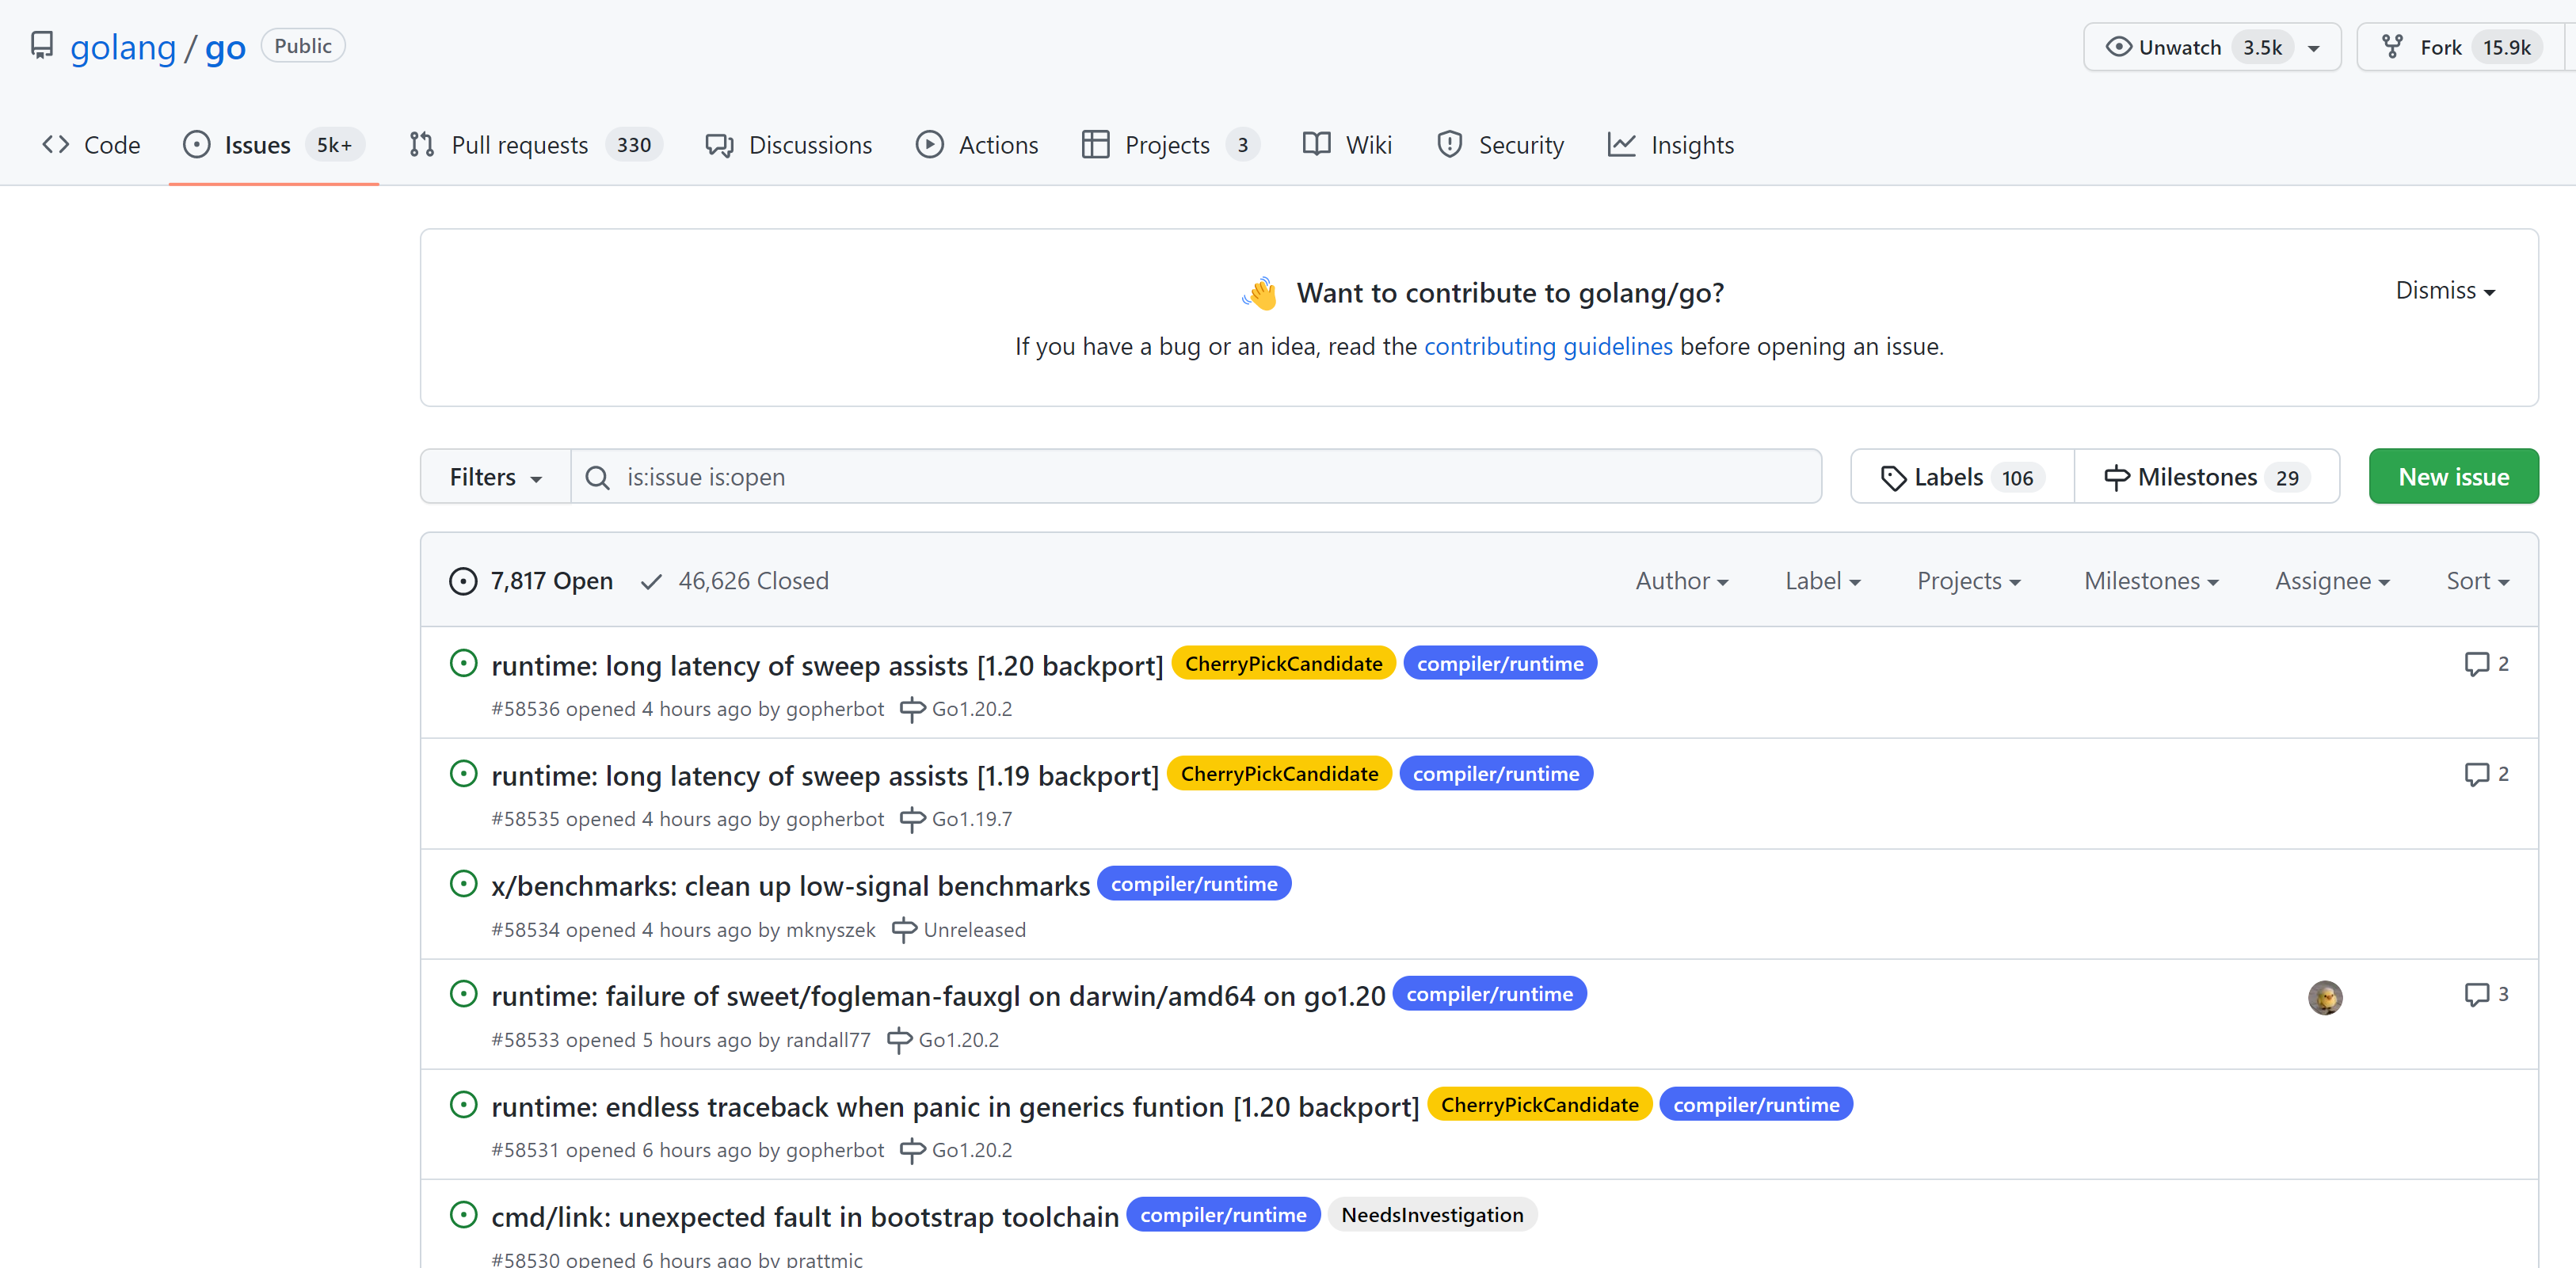 golang / go Public Unwatch 3.5k Fork 15.9k
Code Issues 5k+ Pull requests 330 Discussions Actions Projects 3 Wiki Security Insights
👋 Want to contribute to golang/go?
Dismiss
If you have a bug or an idea, read the contributing guidelines before opening an issue.
Filters is:issue is:open Labels 106 Milestones 29 New issue
7,817 Open 46,626 Closed Author Label Projects Milestones Assignee Sort
runtime: long latency of sweep assists [1.20 backport] CherryPickCandidate compiler/runtime 2
#58536 opened 4 hours ago by gopherbot Go1.20.2
runtime: long latency of sweep assists [1.19 backport] CherryPickCandidate compiler/runtime 2
#58535 opened 4 hours ago by gopherbot Go1.19.7
x/benchmarks: clean up low-signal benchmarks compiler/runtime
#58534 opened 4 hours ago by mknyszek Unreleased
runtime: failure of sweet/fogleman-fauxgl on darwin/amd64 on go1.20 compiler/runtime 3
#58533 opened 5 hours ago by randall77 Go1.20.2
runtime: endless traceback when panic in generics funtion [1.20 backport] CherryPickCandidate compiler/runtime
#58531 opened 6 hours ago by gopherbot Go1.20.2
cmd/link: unexpected fault in bootstrap toolchain compiler/runtime NeedsInvestigation
#58530 opened 6 hours ago by prattmic